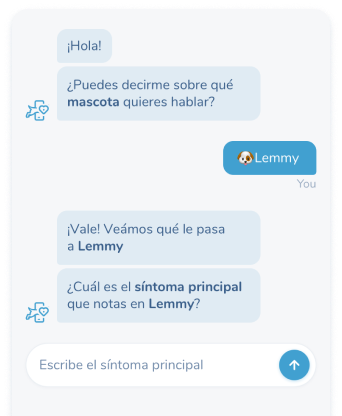 ¡Hola!
¿Puedes decirme sobre qué
mascota quieres hablar?
🐶Lemmy
You
¡Vale! Veámos qué le pasa
a Lemmy
¿Cuál es el síntoma principal
que notas en Lemmy?
Escribe el síntoma principal